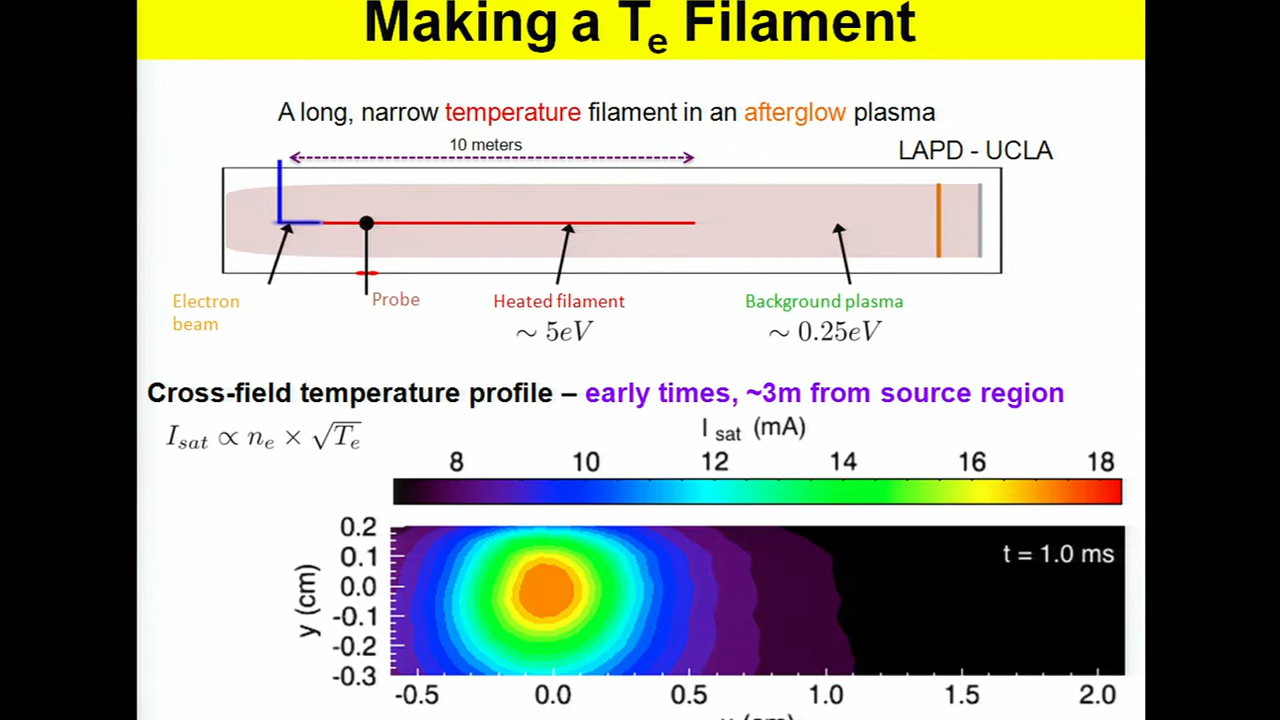 Making a Te Filament
A long, narrow temperature filament in an afterglow plasma
10 meters
LAPD - UCLA
Electron
beam
Probe
Heated filament
∼ 5eV
Background plasma
∼ 0.25eV
Cross-field temperature profile – early times, ~3m from source region
Isat ∝ ne × √Te
I sat (mA)
8 10 12 14 16 18
t = 1.0 ms
y (cm)
0.2
0.1
0.0
-0.1
-0.2
-0.3
-0.5 0.0 0.5 1.0 1.5 2.0